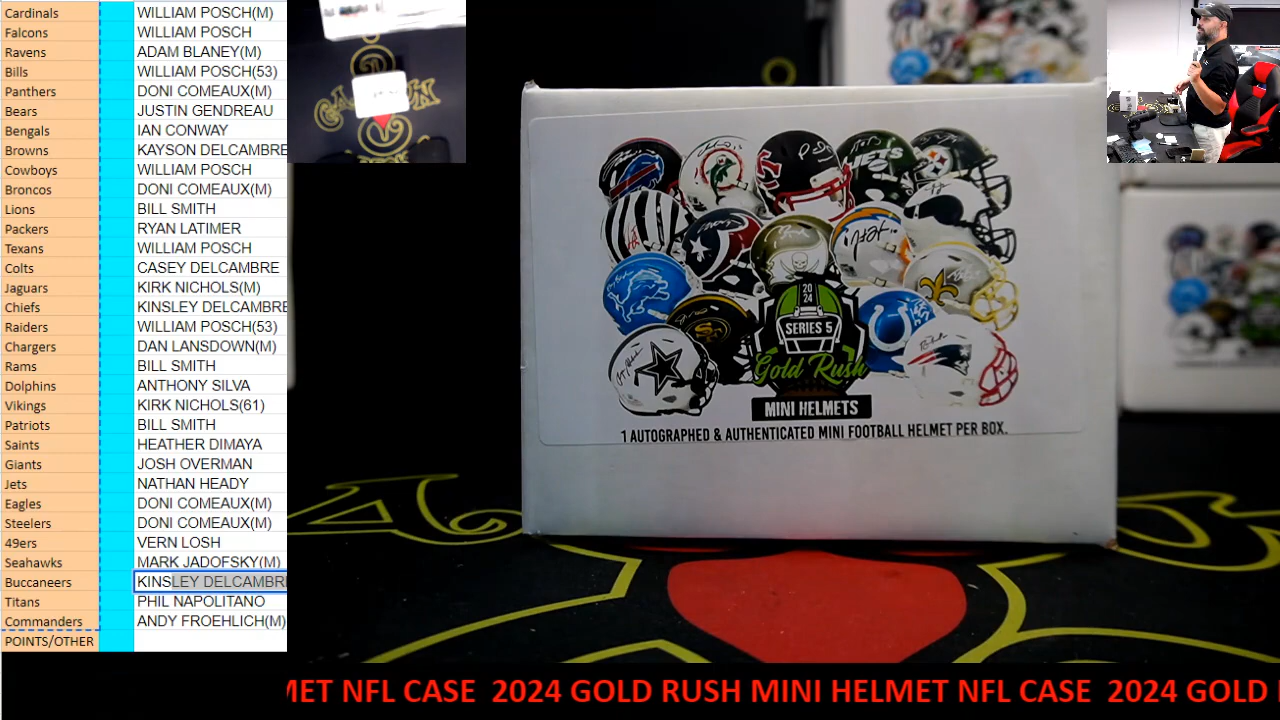 Cardinals WILLIAM POSCH(M)
Falcons WILLIAM POSCH
Ravens ADAM BLANEY(M)
Bills WILLIAM POSCH(53)
Panthers DONI COMEAUX(M)
Bears JUSTIN GENDREAU
Bengals IAN CONWAY
Browns KAYSON DELCAMBRE
Cowboys WILLIAM POSCH
Broncos DONI COMEAUX(M)
Lions BILL SMITH
Packers RYAN LATIMER
Texans WILLIAM POSCH
Colts CASEY DELCAMBRE
Jaguars KIRK NICHOLS(M)
Chiefs KINSLEY DELCAMBRE
Raiders WILLIAM POSCH(53)
Chargers DAN LANSDOWN(M)
Rams BILL SMITH
Dolphins ANTHONY SILVA
Vikings KIRK NICHOLS(61)
Patriots BILL SMITH
Saints HEATHER DIMAYA
Giants JOSH OVERMAN
Jets NATHAN HEADY
Eagles DONI COMEAUX(M)
Steelers DONI COMEAUX(M)
49ers VERN LOSH
Seahawks MARK JADOFSKY(M)
Buccaneers KINSLEY DELCAMBRE
Titans PHIL NAPOLITANO
Commanders ANDY FROEHLICH(M)
POINTS/OTHER
JETS
20
24
SERIES 5
Gold Rush
MINI HELMETS
1 AUTOGRAPHED & AUTHENTICATED MINI FOOTBALL HELMET PER BOX.
MET NFL CASE 2024 GOLD RUSH MINI HELMET NFL CASE 2024 GOLD